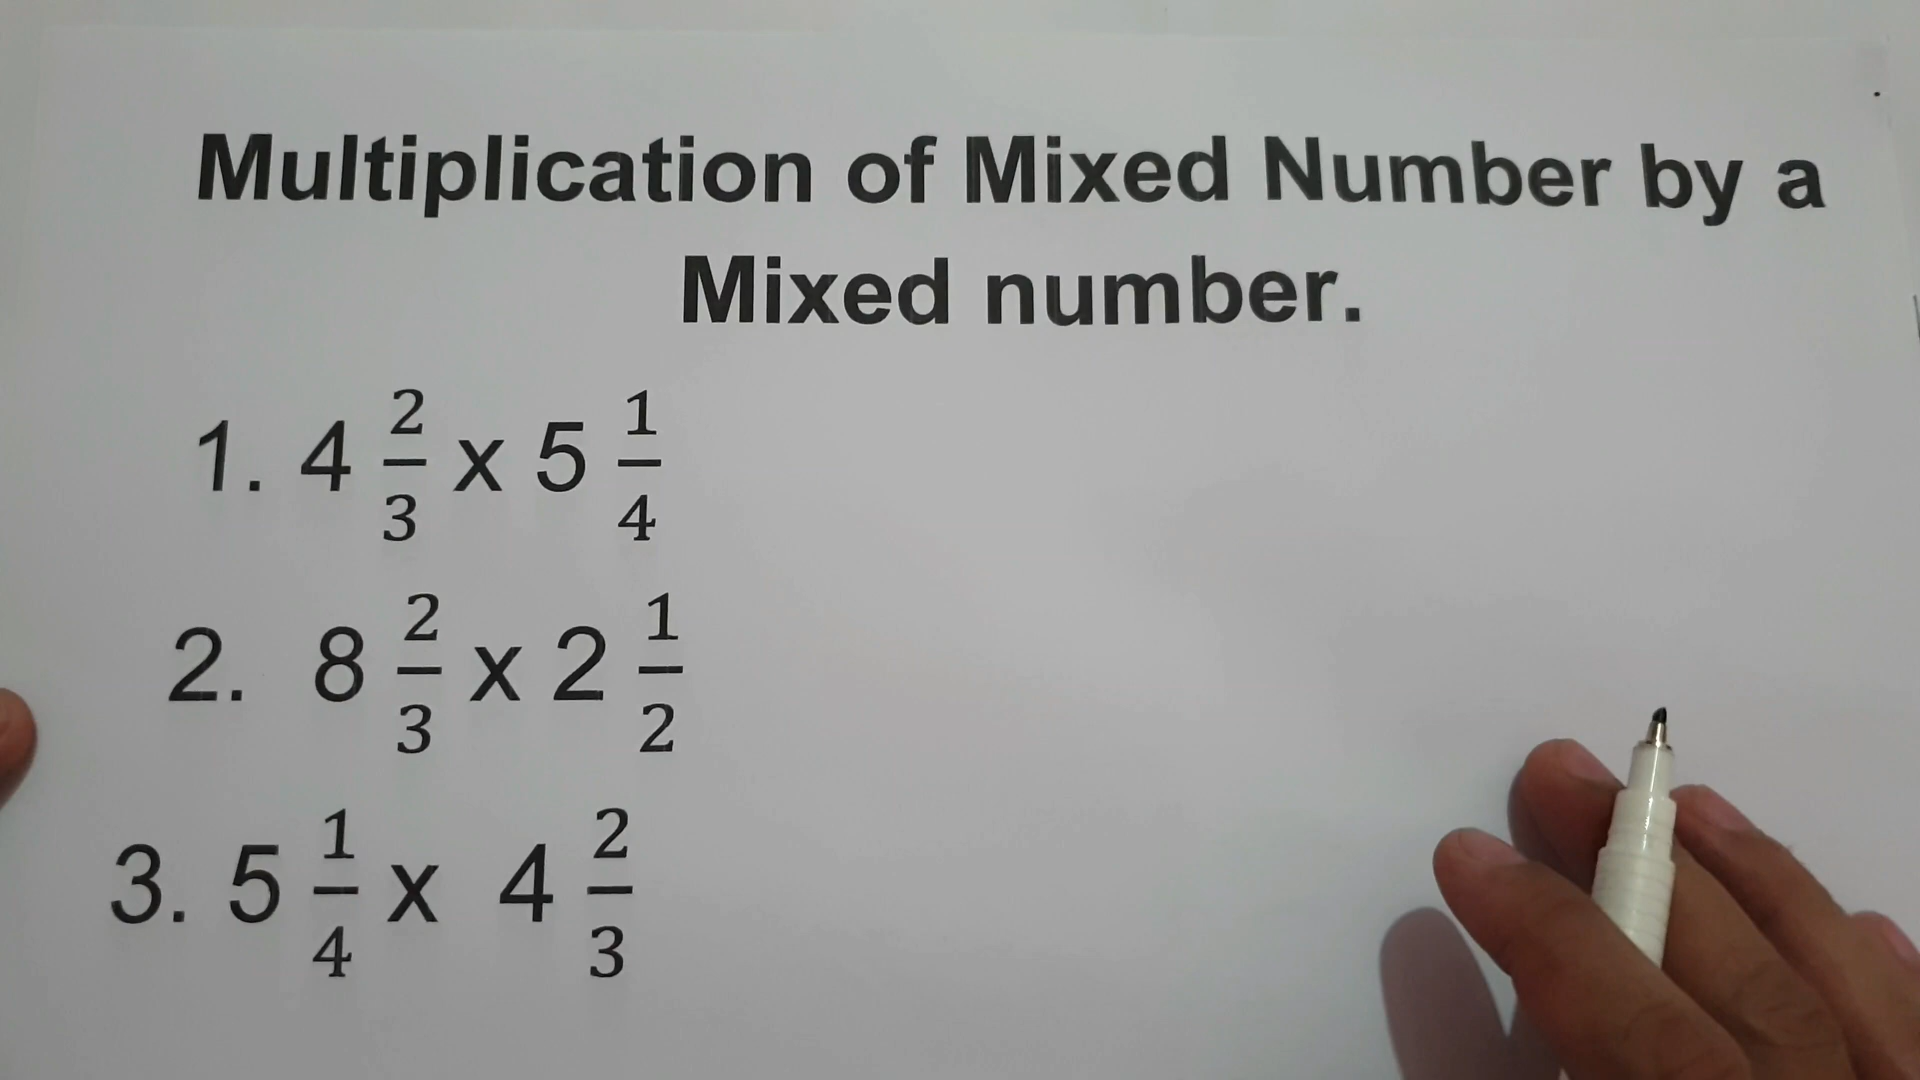 Multiplication of Mixed Number by a
Mixed number.
1. 4 2/3 x 5 1/4
2. 8 2/3 x 2 1/2
3. 5 1/4 x 4 2/3